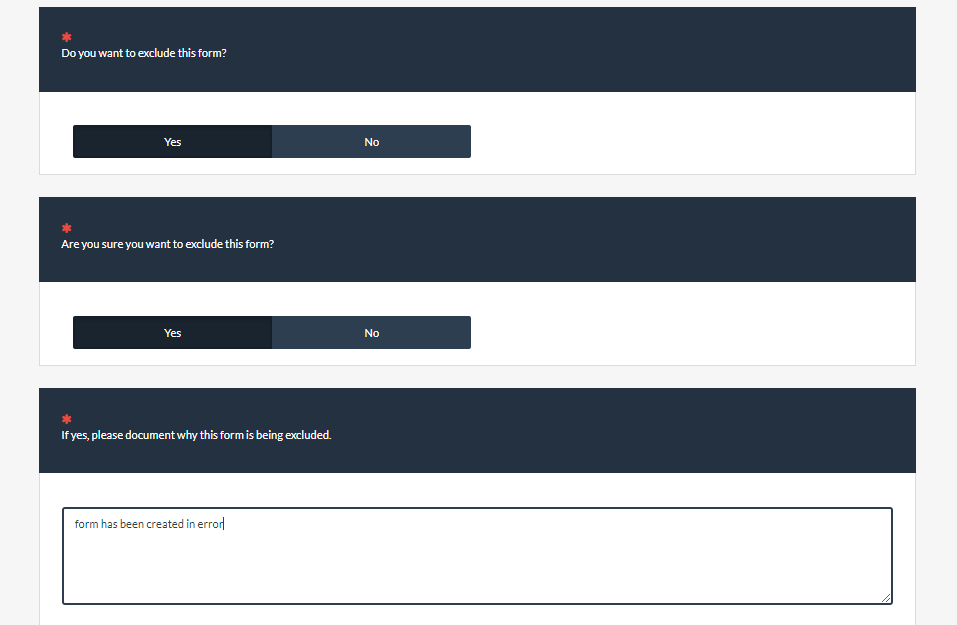 *
Do you want to exclude this form?
Yes No
*
Are you sure you want to exclude this form?
Yes No
*
If yes, please document why this form is being excluded.
form has been created in error